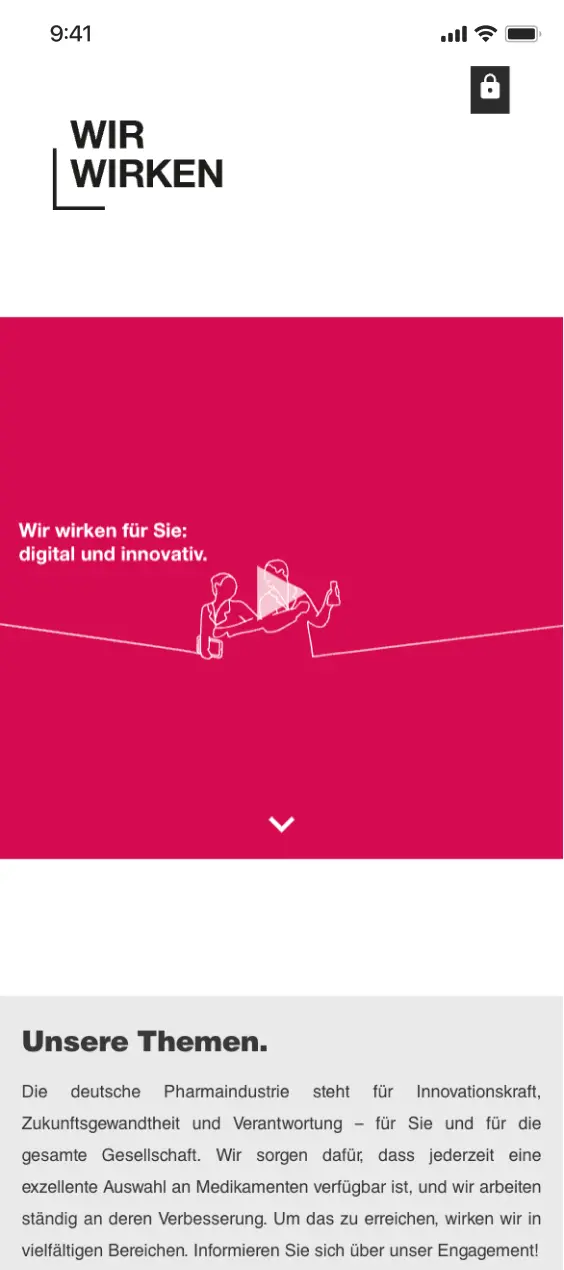 9:41
WIR
WIRKEN
Wir wirken für Sie:
digital und innovativ.
Unsere Themen.
Die deutsche Pharmaindustrie steht für Innovationskraft,
Zukunftsgewandtheit und Verantwortung – für Sie und für die
gesamte Gesellschaft. Wir sorgen dafür, dass jederzeit eine
exzellente Auswahl an Medikamenten verfügbar ist, und wir arbeiten
ständig an deren Verbesserung. Um das zu erreichen, wirken wir in
vielfältigen Bereichen. Informieren Sie sich über unser Engagement!